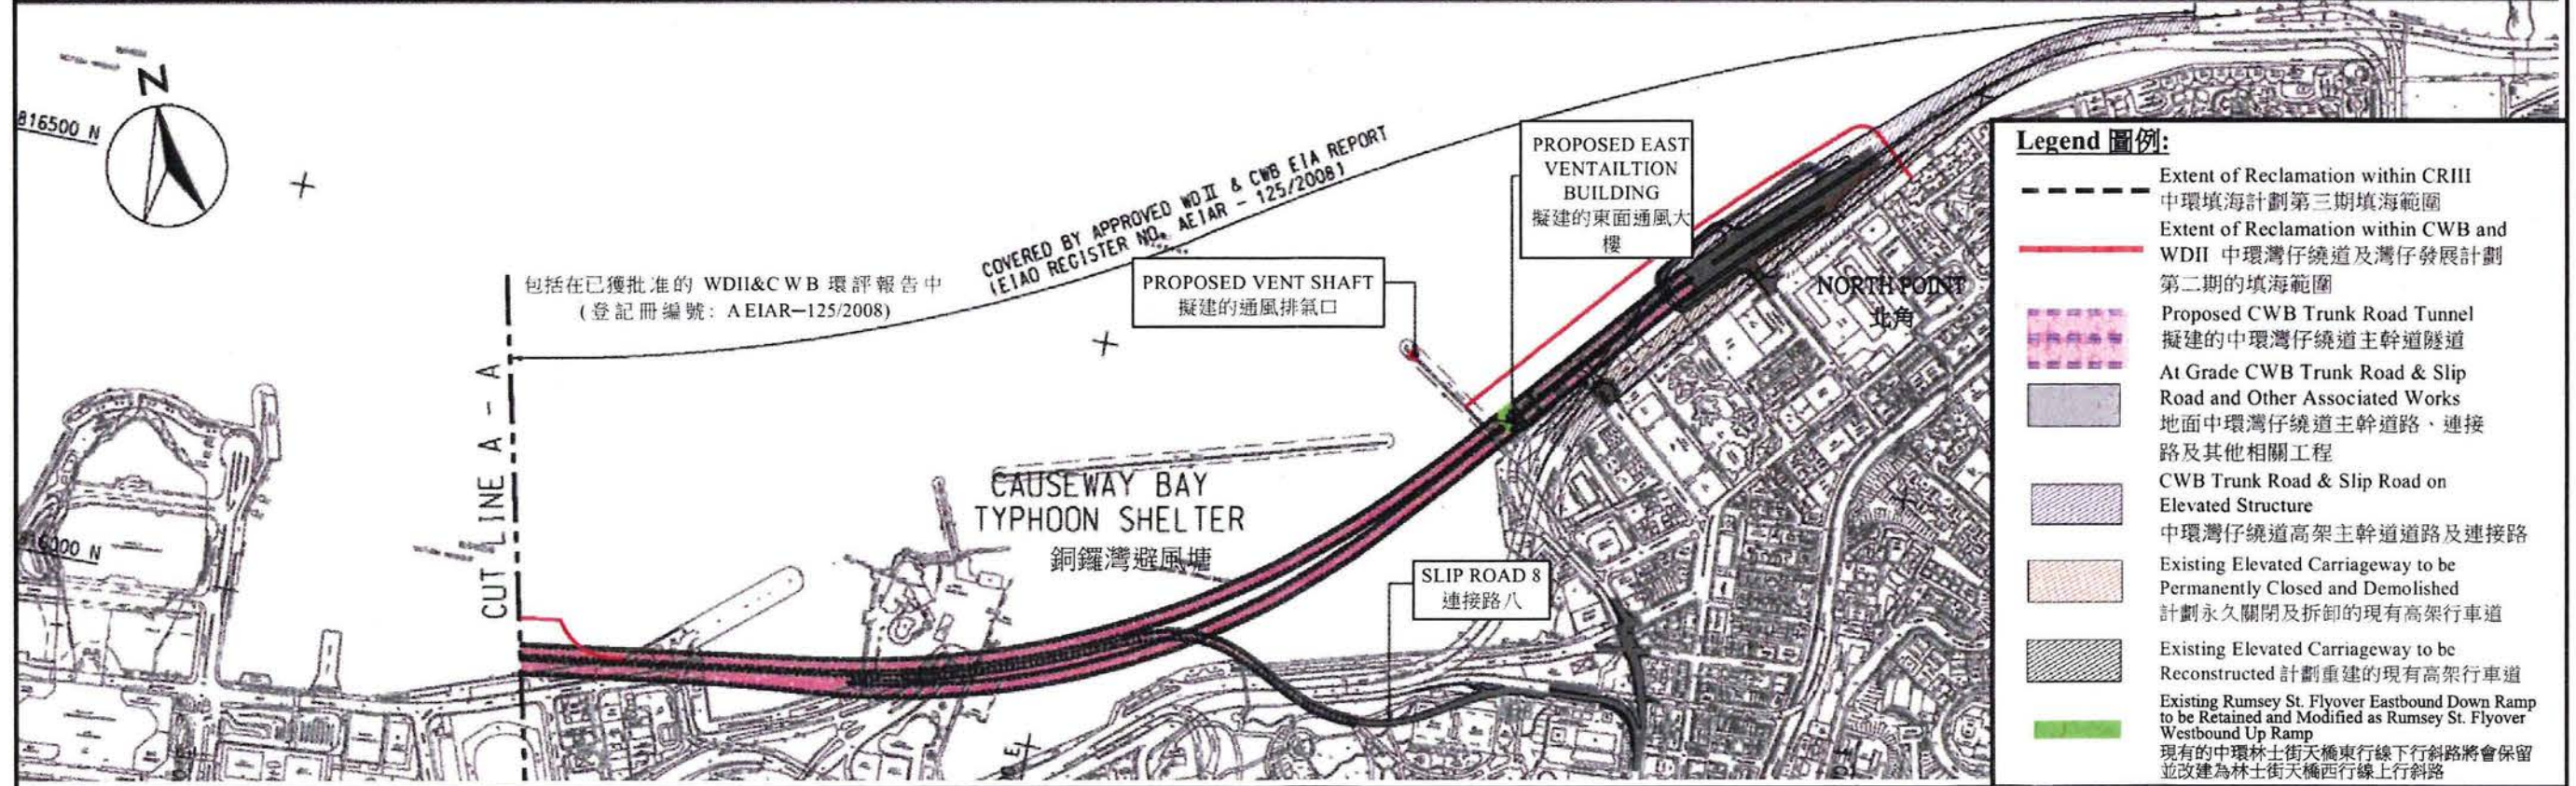 N
816500 N
包括在已獲批准的 WDII&CWB 環評報告中
(登記冊編號: AEIAR–125/2008)
COVERED BY APPROVED WDII & CWB EIA REPORT
(EIAO REGISTER NO. AEIAR - 125/2008)
PROPOSED VENT SHAFT
擬建的通風排氣口
PROPOSED EAST
VENTAILTION
BUILDING
擬建的東面通風大
樓
NORTH POINT
北角
CUT LINE A - A
CAUSEWAY BAY
TYPHOON SHELTER
銅鑼灣避風塘
SLIP ROAD 8
連接路八
Legend 圖例:
Extent of Reclamation within CRIII
中環填海計劃第三期填海範圍
Extent of Reclamation within CWB and
WDII 中環灣仔繞道及灣仔發展計劃
第二期的填海範圍
Proposed CWB Trunk Road Tunnel
擬建的中環灣仔繞道主幹道隧道
At Grade CWB Trunk Road & Slip
Road and Other Associated Works
地面中環灣仔繞道主幹道路、連接
路及其他相關工程
CWB Trunk Road & Slip Road on
Elevated Structure
中環灣仔繞道高架主幹道道路及連接路
Existing Elevated Carriageway to be
Permanently Closed and Demolished
計劃永久關閉及拆卸的現有高架行車道
Existing Elevated Carriageway to be
Reconstructed 計劃重建的現有高架行車道
Existing Rumsey St. Flyover Eastbound Down Ramp
to be Retained and Modified as Rumsey St. Flyover
Westbound Up Ramp
現有的中環林士街天橋東行線下行斜路將會保留
並改建為林士街天橋西行線上行斜路